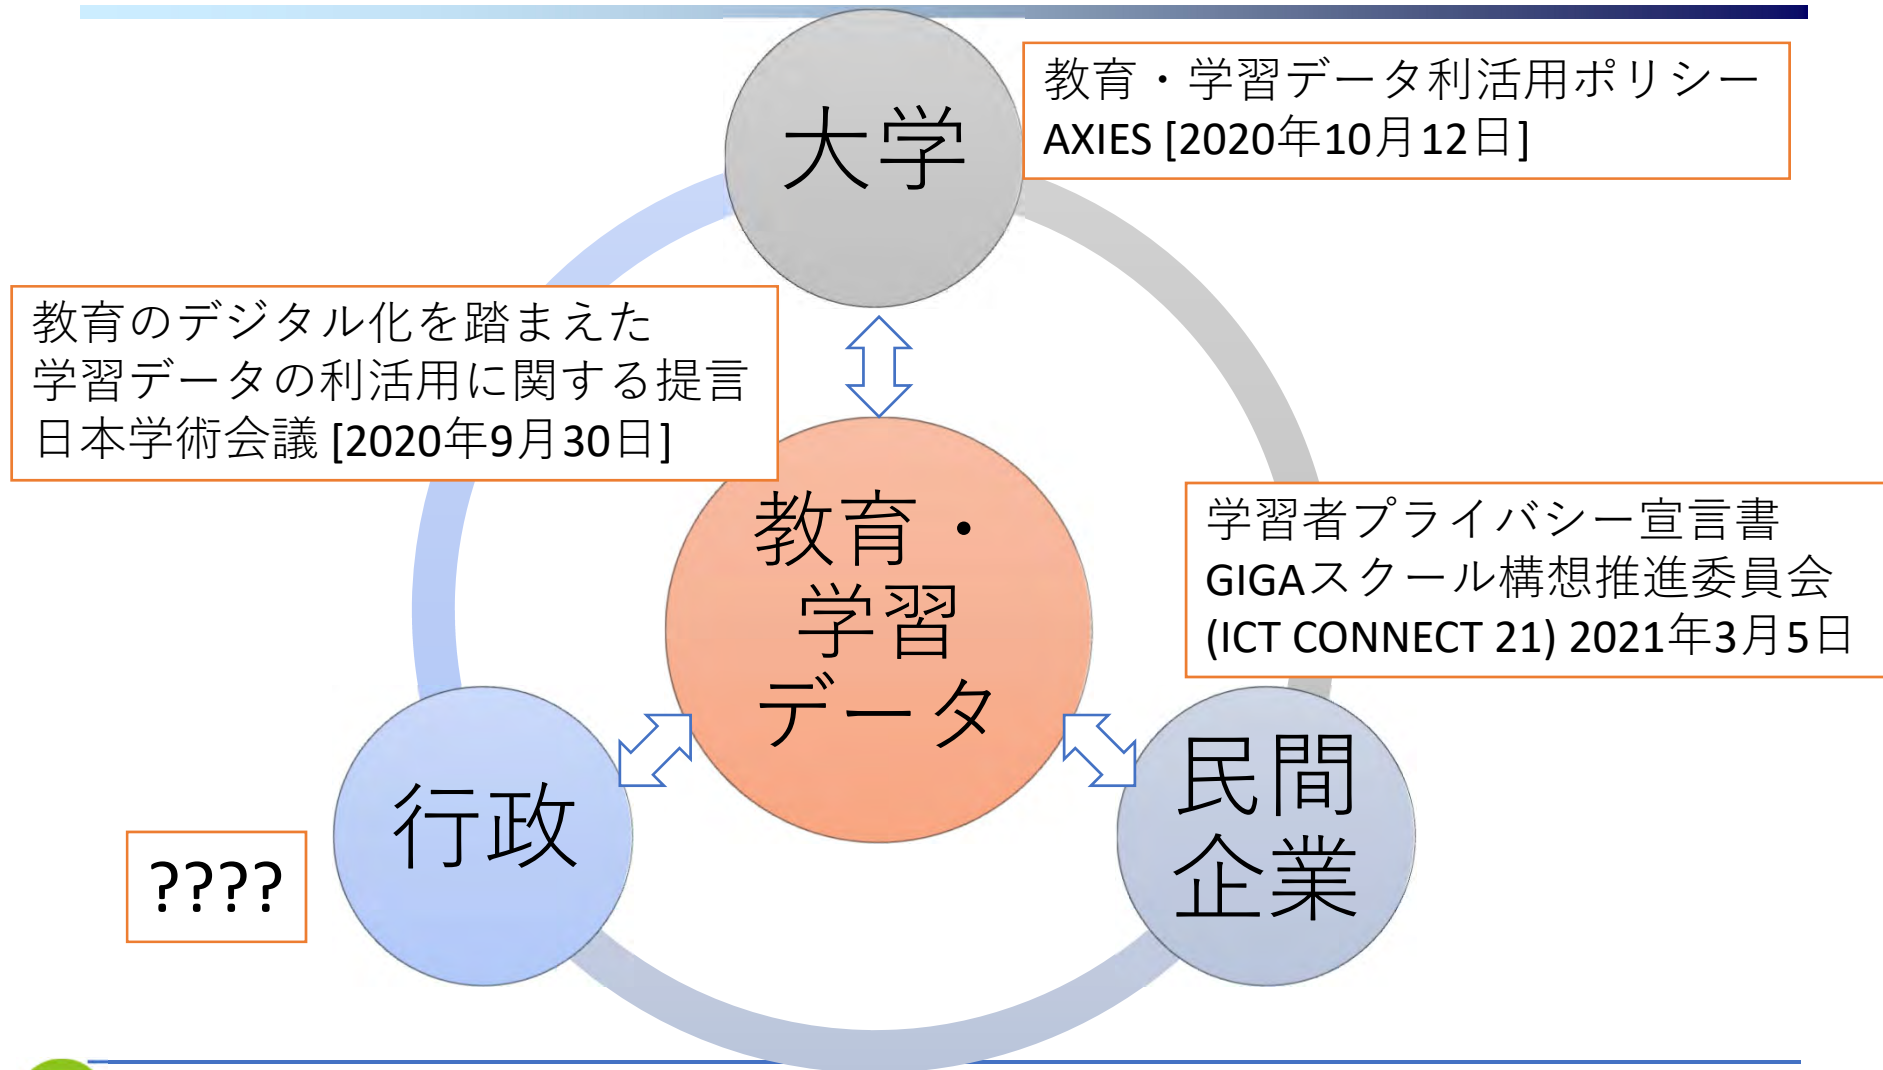 大学
教育・学習データ利活用ポリシー
AXIES [2020年10月12日]
教育のデジタル化を踏まえた
学習データの利活用に関する提言
日本学術会議 [2020年9月30日]
教育・
学習
データ
学習者プライバシー宣言書
GIGAスクール構想推進委員会
(ICT CONNECT 21) 2021年3月5日
行政
????
民間
企業